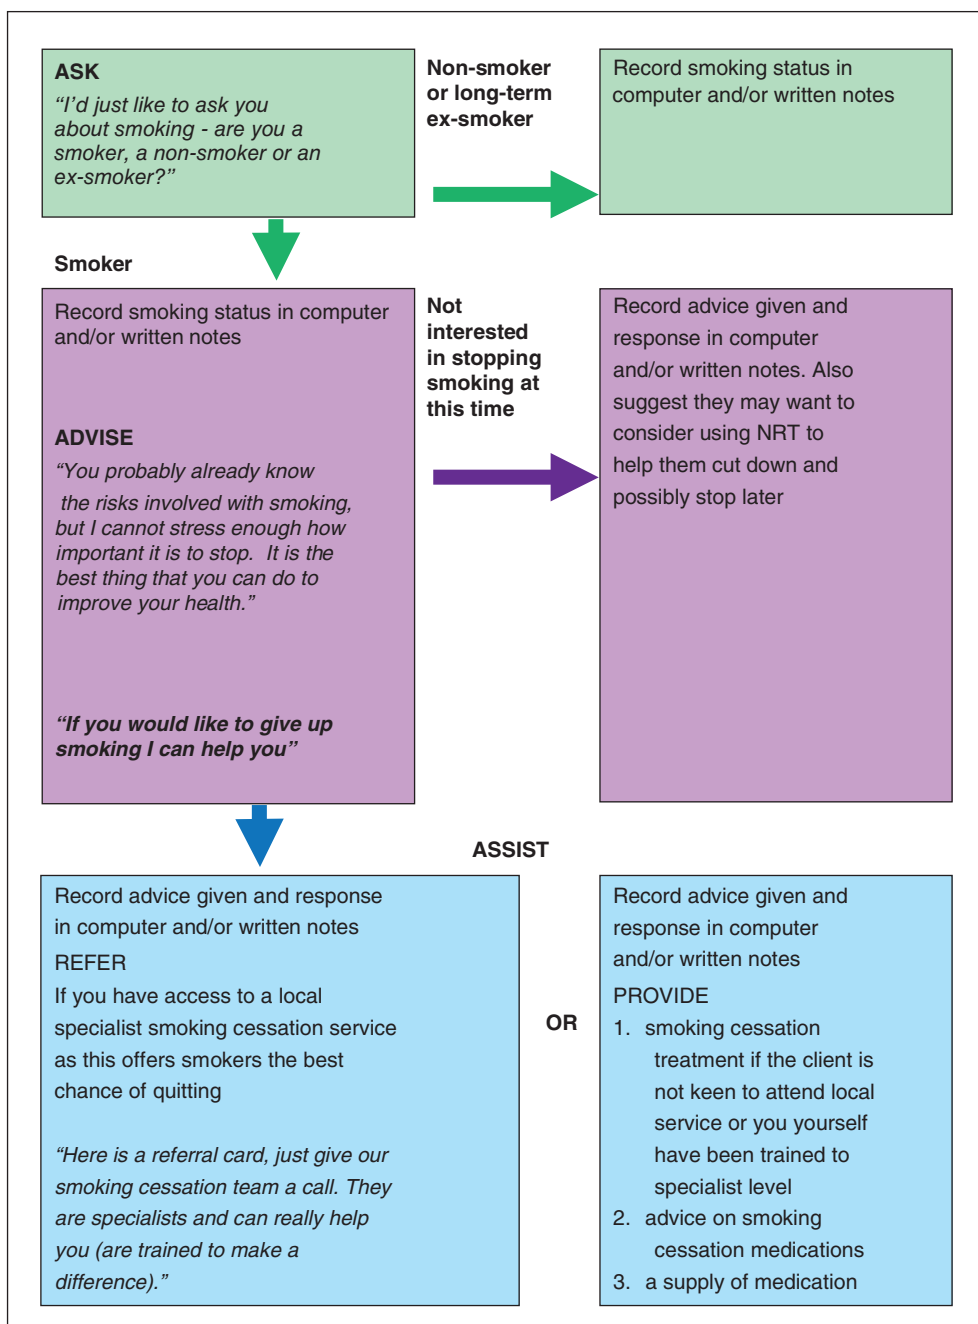 ASK
“I’d just like to ask you
about smoking - are you a
smoker, a non-smoker or an
ex-smoker?”
Non-smoker
or long-term
ex-smoker
Record smoking status in
computer and/or written notes
Smoker
Record smoking status in computer
and/or written notes
ADVISE
“You probably already know
the risks involved with smoking,
but I cannot stress enough how
important it is to stop. It is the
best thing that you can do to
improve your health.”
“If you would like to give up
smoking I can help you”
Not
interested
in stopping
smoking at
this time
Record advice given and
response in computer
and/or written notes. Also
suggest they may want to
consider using NRT to
help them cut down and
possibly stop later
ASSIST
Record advice given and response
in computer and/or written notes
REFER
If you have access to a local
specialist smoking cessation service
as this offers smokers the best
chance of quitting
“Here is a referral card, just give our
smoking cessation team a call. They
are specialists and can really help
you (are trained to make a
difference).”
OR
Record advice given and
response in computer
and/or written notes
PROVIDE
1. smoking cessation
treatment if the client is
not keen to attend local
service or you yourself
have been trained to
specialist level
2. advice on smoking
cessation medications
3. a supply of medication